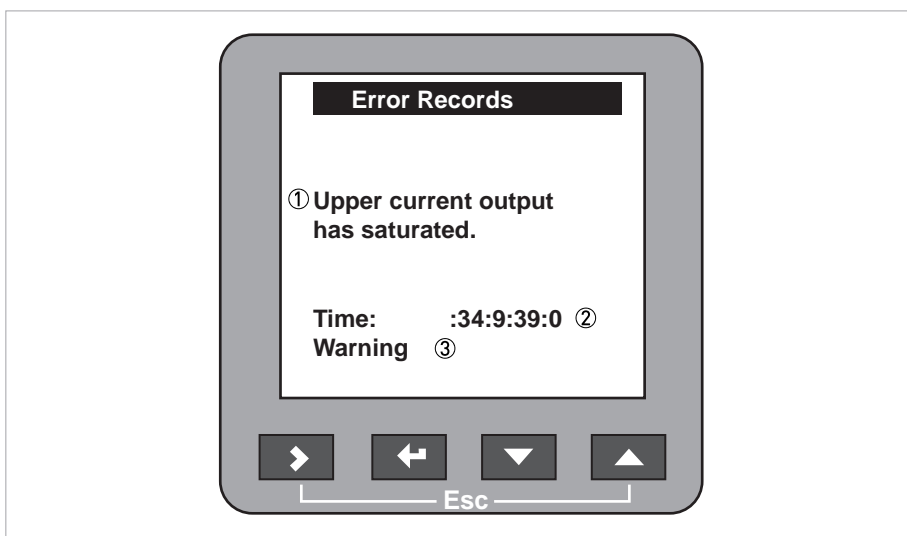 Error Records
① Upper current output
has saturated.
Time: :34:9:39:0 ②
Warning ③
Esc